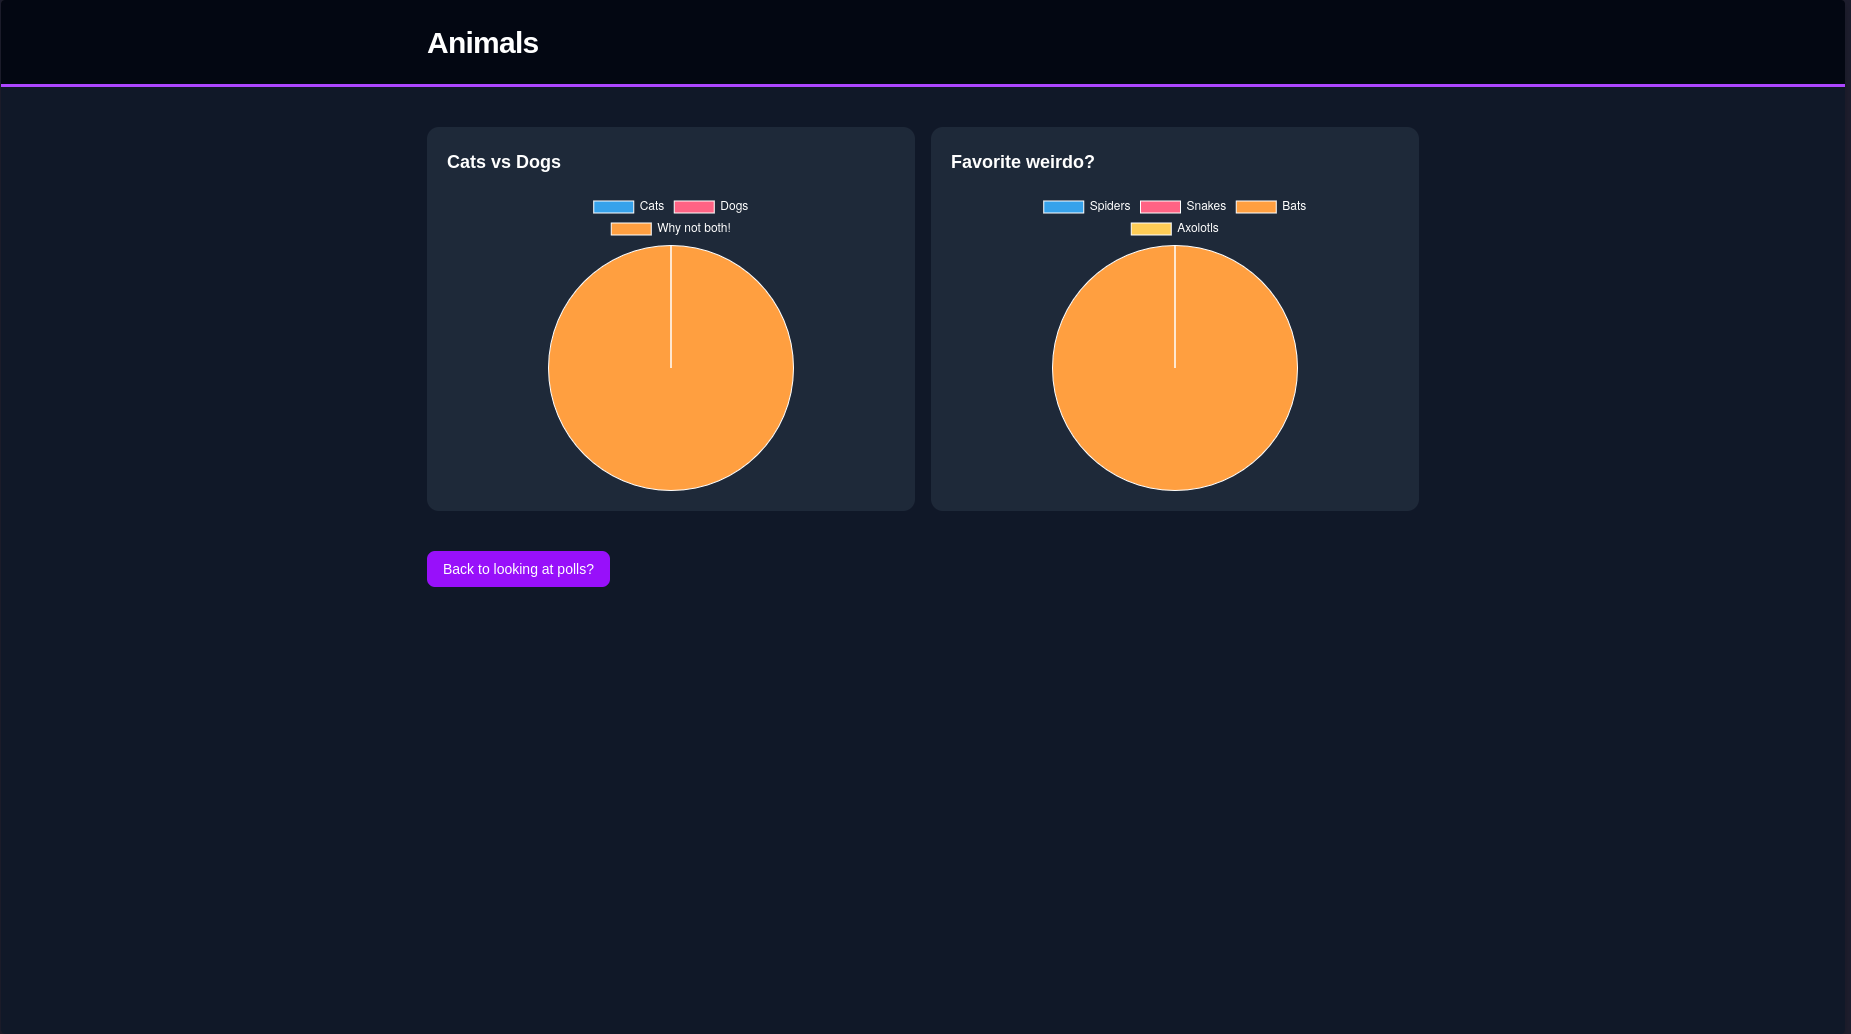 Animals
Cats vs Dogs
Cats Dogs
Why not both!
Favorite weirdo?
Spiders Snakes Bats
Axolotls
Back to looking at polls?